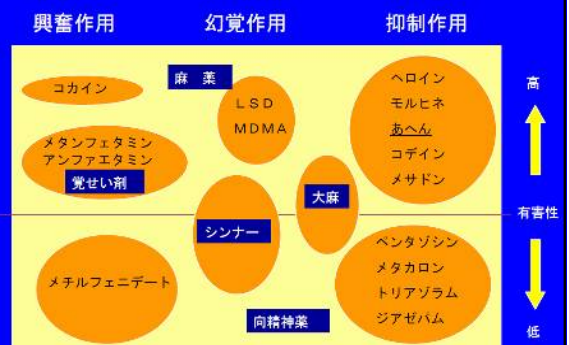 興奮作用
幻覚作用
抑制作用
コカイン
メタンフェタミン
アンファエタミン
覚せい剤
メチルフェニデート
麻　薬
ＬＳＤ
ＭＤＭＡ
シンナー
大麻
向精神薬
ヘロイン
モルヒネ
あへん
コデイン
メサドン
ペンタゾシン
メタカロン
トリアゾラム
ジアゼパム
高
有害性
低